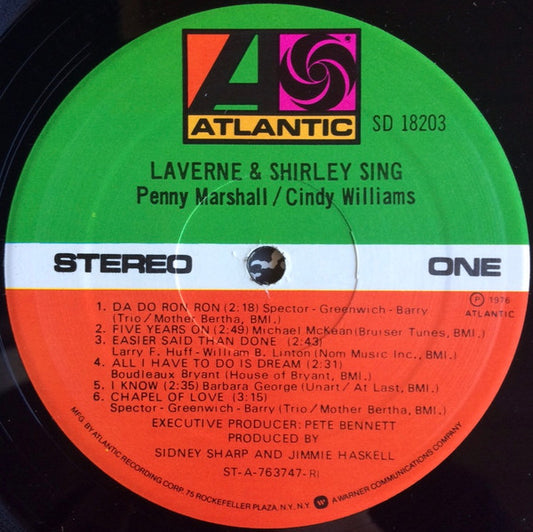 ATLANTIC
SD 18203
LAVERNE & SHIRLEY SING
Penny Marshall / Cindy Williams
STEREO
ONE
℗ 1976
ATLANTIC
1. DA DO RON RON (2:18) Spector - Greenwich - Barry
(Trio / Mother Bertha, BMI.)
2. FIVE YEARS ON (2:49) Michael McKean (Bruiser Tunes, BMI.)
3. EASIER SAID THAN DONE (2:43)
Larry F. Huff - William B. Linton (Nom Music Inc., BMI.)
4. ALL I HAVE TO DO IS DREAM (2:31)
Boudleaux Bryant (House of Bryant, BMI.)
5. I KNOW (2:35) Barbara George (Unart / At Last, BMI.)
6. CHAPEL OF LOVE (3:15)
Spector - Greenwich - Barry (Trio / Mother Bertha, BMI.)
EXECUTIVE PRODUCER: PETE BENNETT
PRODUCED BY
SIDNEY SHARP AND JIMMIE HASKELL
ST-A-763747-RI
MFG. BY ATLANTIC RECORDING CORP. 75 ROCKEFELLER PLAZA, N.Y. N.Y. W A WARNER COMMUNICATIONS COMPANY